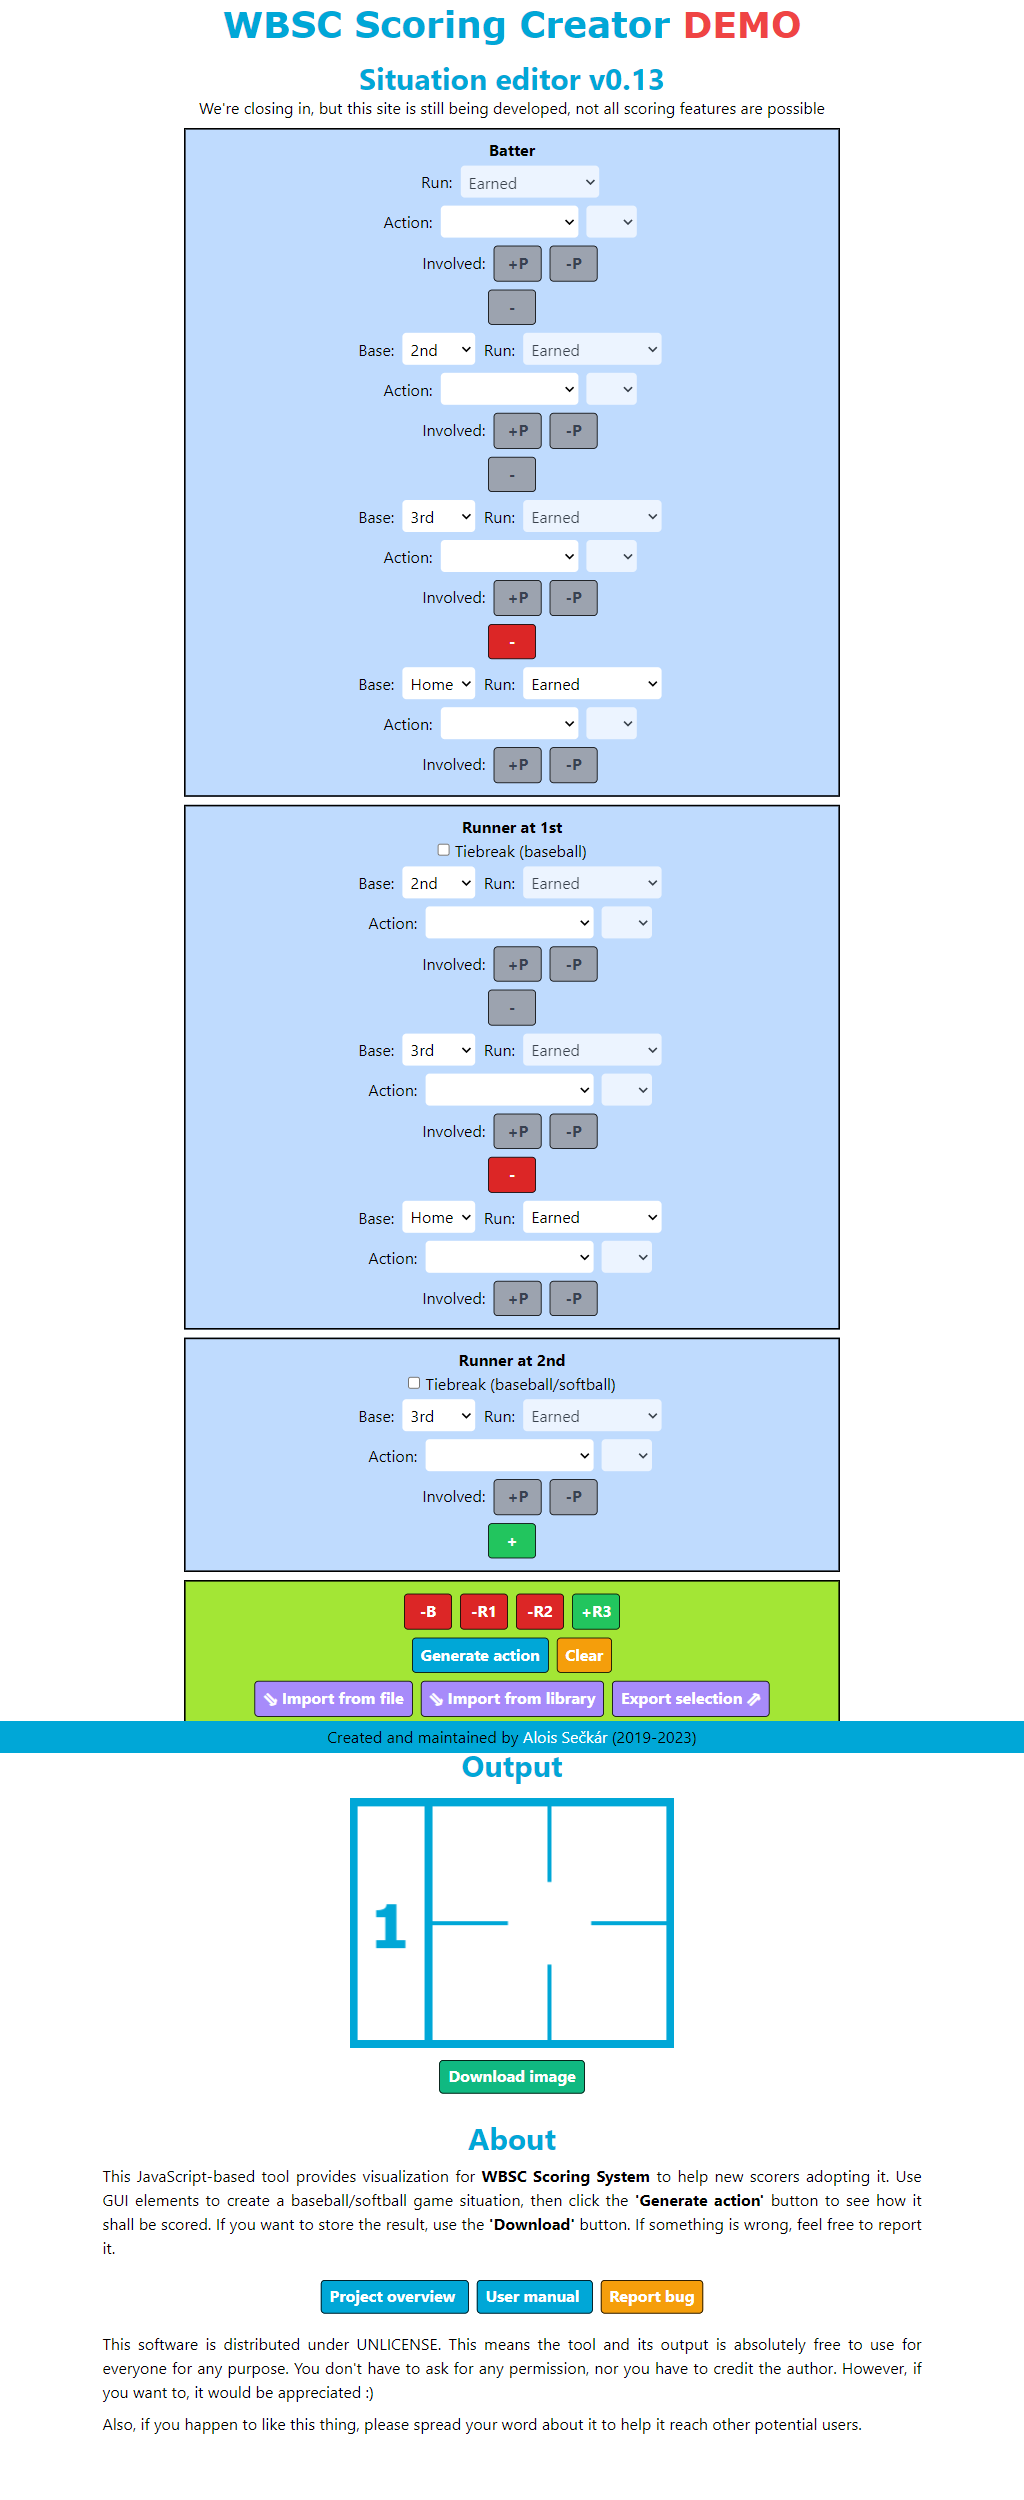 WBSC Scoring Creator DEMO
Situation editor v0.13
We're closing in, but this site is still being developed, not all scoring features are possible
Batter
Run: Earned
Action:
Involved: +P -P
-
Base: 2nd Run: Earned
Action:
Involved: +P -P
-
Base: 3rd Run: Earned
Action:
Involved: +P -P
-
Base: Home Run: Earned
Action:
Involved: +P -P
Runner at 1st
Tiebreak (baseball)
Base: 2nd Run: Earned
Action:
Involved: +P -P
-
Base: 3rd Run: Earned
Action:
Involved: +P -P
-
Base: Home Run: Earned
Action:
Involved: +P -P
Runner at 2nd
Tiebreak (baseball/softball)
Base: 3rd Run: Earned
Action:
Involved: +P -P
+
-B -R1 -R2 +R3
Generate action Clear
⇘ Import from file ⇘ Import from library Export selection ⇗
Created and maintained by Alois Sečkár (2019-2023)
Output
1
Download image
About
This JavaScript-based tool provides visualization for WBSC Scoring System to help new scorers adopting it. Use
GUI elements to create a baseball/softball game situation, then click the 'Generate action' button to see how it
shall be scored. If you want to store the result, use the 'Download' button. If something is wrong, feel free to report
it.
Project overview User manual Report bug
This software is distributed under UNLICENSE. This means the tool and its output is absolutely free to use for
everyone for any purpose. You don't have to ask for any permission, nor you have to credit the author. However, if
you want to, it would be appreciated :)
Also, if you happen to like this thing, please spread your word about it to help it reach other potential users.